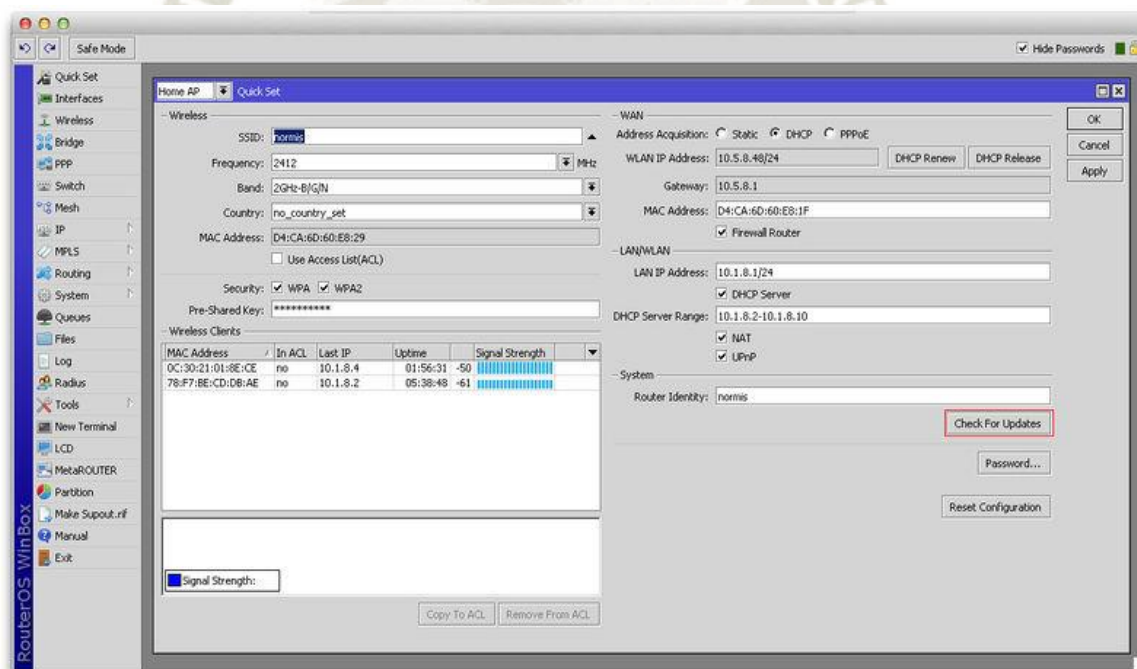 Safe Mode
Hide Passwords
Quick Set
Interfaces
Wireless
Bridge
PPP
Switch
Mesh
IP
MPLS
Routing
System
Queues
Files
Log
Radius
Tools
New Terminal
LCD
MetaROUTER
Partition
Make Supout.rif
Manual
Exit
RouterOS WinBox
Home AP Quick Set
Wireless
SSID: normis
Frequency: 2412 MHz
Band: 2GHz-B/G/N
Country: no_country_set
MAC Address: D4:CA:6D:60:E8:29
Use Access List(ACL)
Security: WPA WPA2
Pre-Shared Key: **********
Wireless Clients
MAC Address / In ACL Last IP Uptime Signal Strength
0C:30:21:01:8E:CE no 10.1.8.4 01:56:31 -50
78:F7:BE:CD:DB:AE no 10.1.8.2 05:38:48 -61
Signal Strength:
Copy To ACL Remove From ACL
WAN
Address Acquisition: Static DHCP PPPoE
WLAN IP Address: 10.5.8.48/24 DHCP Renew DHCP Release
Gateway: 10.5.8.1
MAC Address: D4:CA:6D:60:E8:1F
Firewall Router
LAN/WLAN
LAN IP Address: 10.1.8.1/24
DHCP Server
DHCP Server Range: 10.1.8.2-10.1.8.10
NAT
UPnP
System
Router Identity: normis
Check For Updates
Password...
Reset Configuration
OK
Cancel
Apply